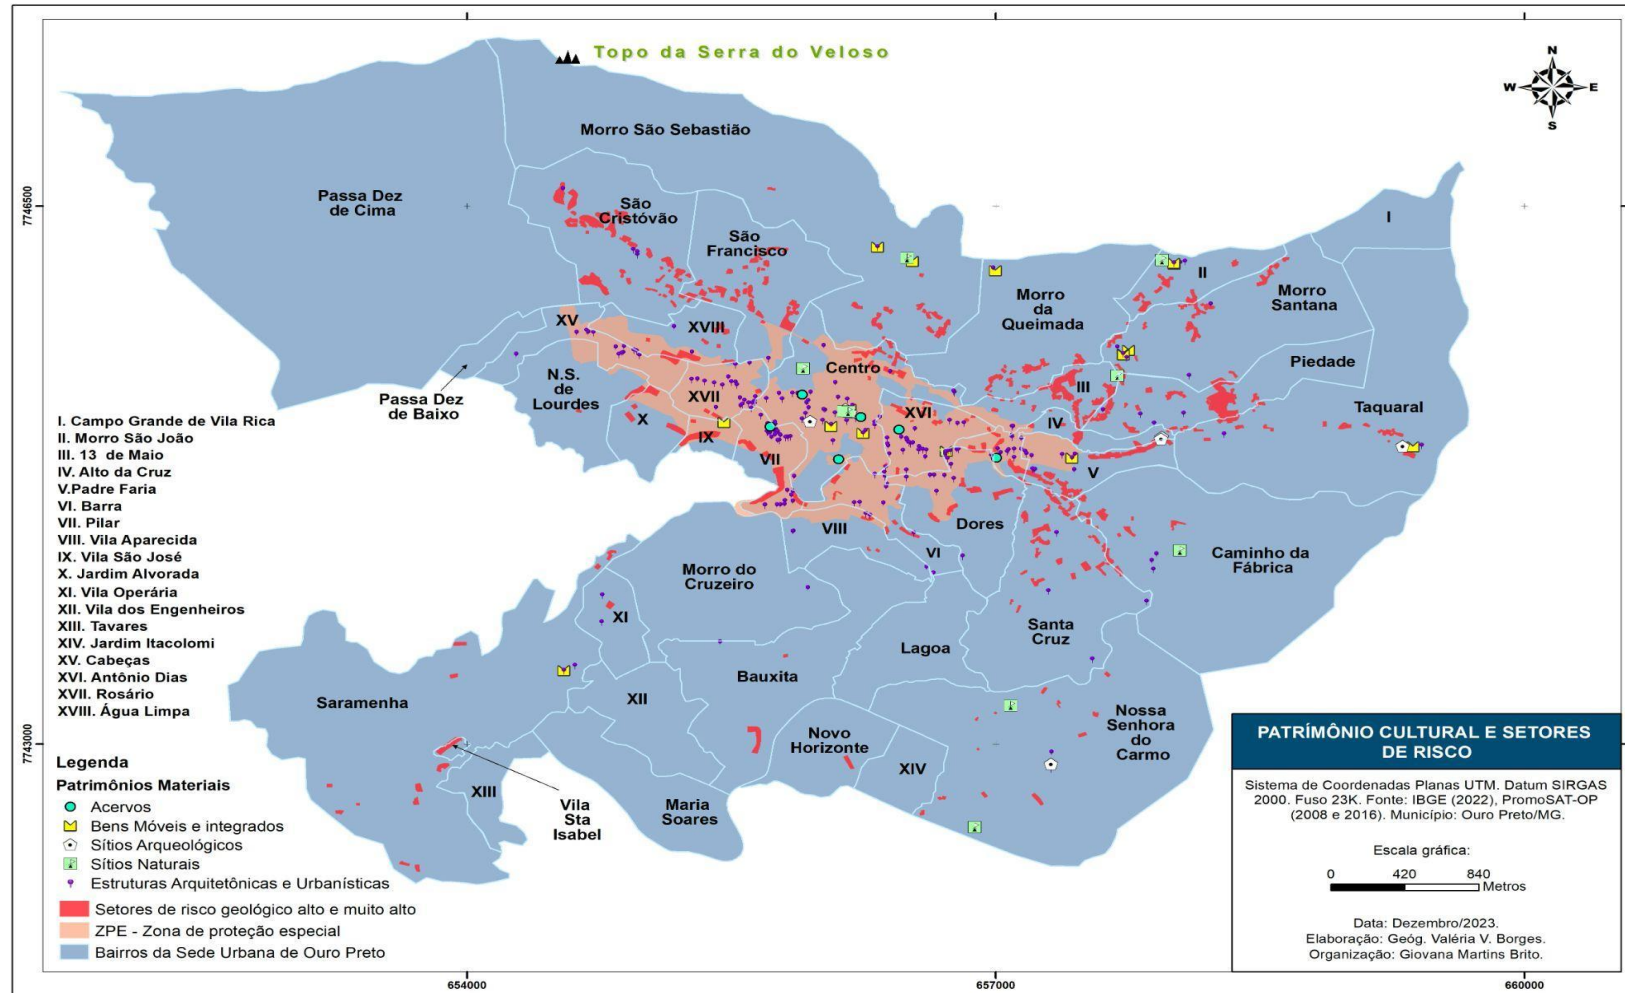 Topo da Serra do Veloso
N
W
E
S
Morro São Sebastião
Passa Dez
de Cima
São
Cristóvão
São
Francisco
I
II
Morro
Santana
Morro
da
Queimada
XV
XVIII
Centro
Piedade
N.S.
de
Lourdes
Passa Dez
de Baixo
XVII
III
XVI
IV
Taquaral
X
IX
VII
V
Dores
VIII
VI
Caminho da
Fábrica
Morro do
Cruzeiro
XI
Santa
Cruz
Lagoa
Bauxita
Saramenha
XII
Novo
Horizonte
Nossa
Senhora
do
Carmo
XIV
XIII
Vila
Sta
Isabel
Maria
Soares
7746500
7743000
654000
657000
660000
I. Campo Grande de Vila Rica
II. Morro São João
III. 13 de Maio
IV. Alto da Cruz
V.Padre Faria
VI. Barra
VII. Pilar
VIII. Vila Aparecida
IX. Vila São José
X. Jardim Alvorada
XI. Vila Operária
XII. Vila dos Engenheiros
XIII. Tavares
XIV. Jardim Itacolomi
XV. Cabeças
XVI. Antônio Dias
XVII. Rosário
XVIII. Água Limpa
Legenda
Patrimônios Materiais
Acervos
Bens Móveis e integrados
Sítios Arqueológicos
Sítios Naturais
Estruturas Arquitetônicas e Urbanísticas
Setores de risco geológico alto e muito alto
ZPE - Zona de proteção especial
Bairros da Sede Urbana de Ouro Preto
PATRÍMÔNIO CULTURAL E SETORES
DE RISCO
Sistema de Coordenadas Planas UTM. Datum SIRGAS
2000. Fuso 23K. Fonte: IBGE (2022), PromoSAT-OP
(2008 e 2016). Município: Ouro Preto/MG.
Escala gráfica:
0 420 840
Metros
Data: Dezembro/2023.
Elaboração: Geóg. Valéria V. Borges.
Organização: Giovana Martins Brito.